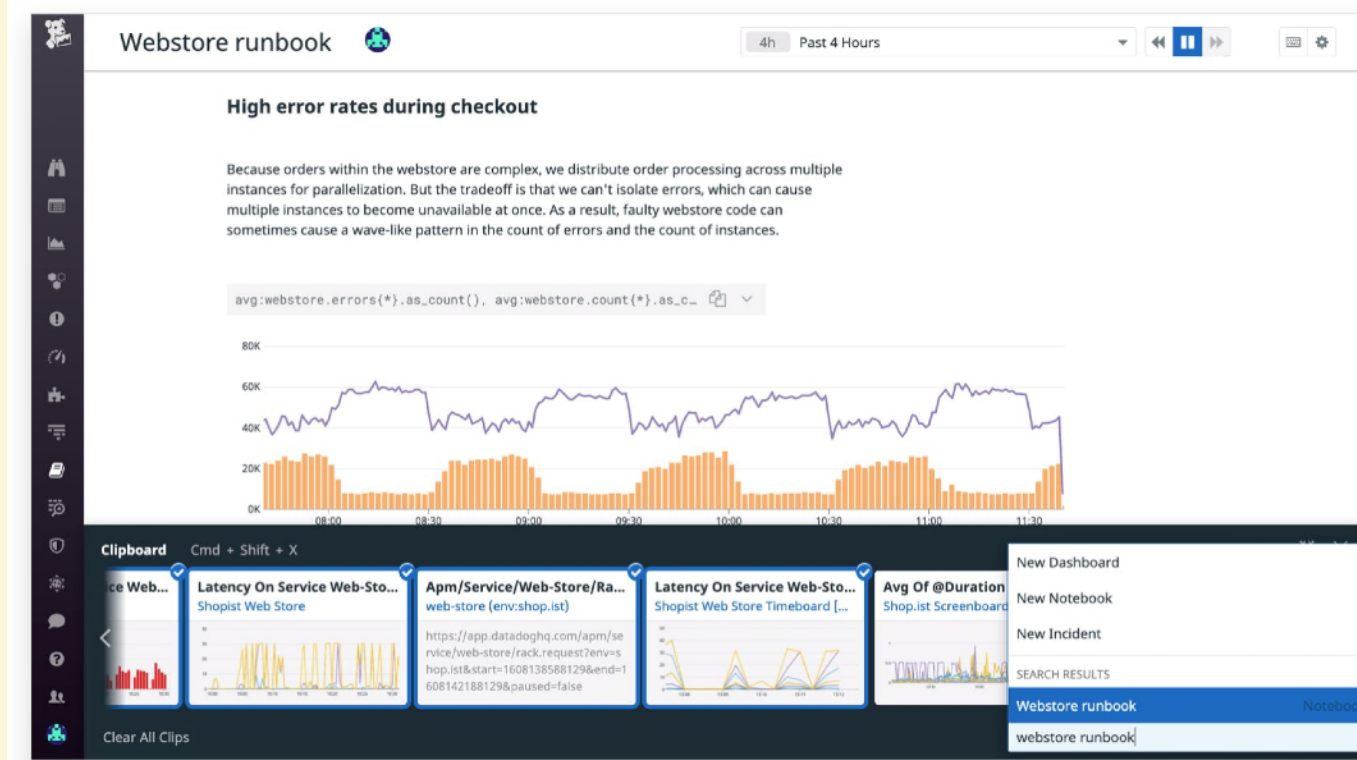 Webstore runbook
4h Past 4 Hours
High error rates during checkout
Because orders within the webstore are complex, we distribute order processing across multiple
instances for parallelization. But the tradeoff is that we can't isolate errors, which can cause
multiple instances to become unavailable at once. As a result, faulty webstore code can
sometimes cause a wave-like pattern in the count of errors and the count of instances.
avg:webstore.errors{*}.as_count(), avg:webstore.count{*}.as_c…
80K
60K
40K
20K
0K
08:00 08:30 09:00 09:30 10:00 10:30 11:00 11:30
Clipboard Cmd + Shift + X
ice Web...
Latency On Service Web-Sto...
Shopist Web Store
Apm/Service/Web-Store/Ra...
web-store (env:shop.ist)
https://app.datadoghq.com/apm/se
rvice/web-store/rack.request?env=s
hop.ist&start=1608138588129&end=1
608142188129&paused=false
Latency On Service Web-Sto...
Shopist Web Store Timeboard [...
Avg Of @Duration
Shop.ist Screenboard
Clear All Clips
New Dashboard
New Notebook
New Incident
SEARCH RESULTS
Webstore runbook Noteboo
webstore runbook